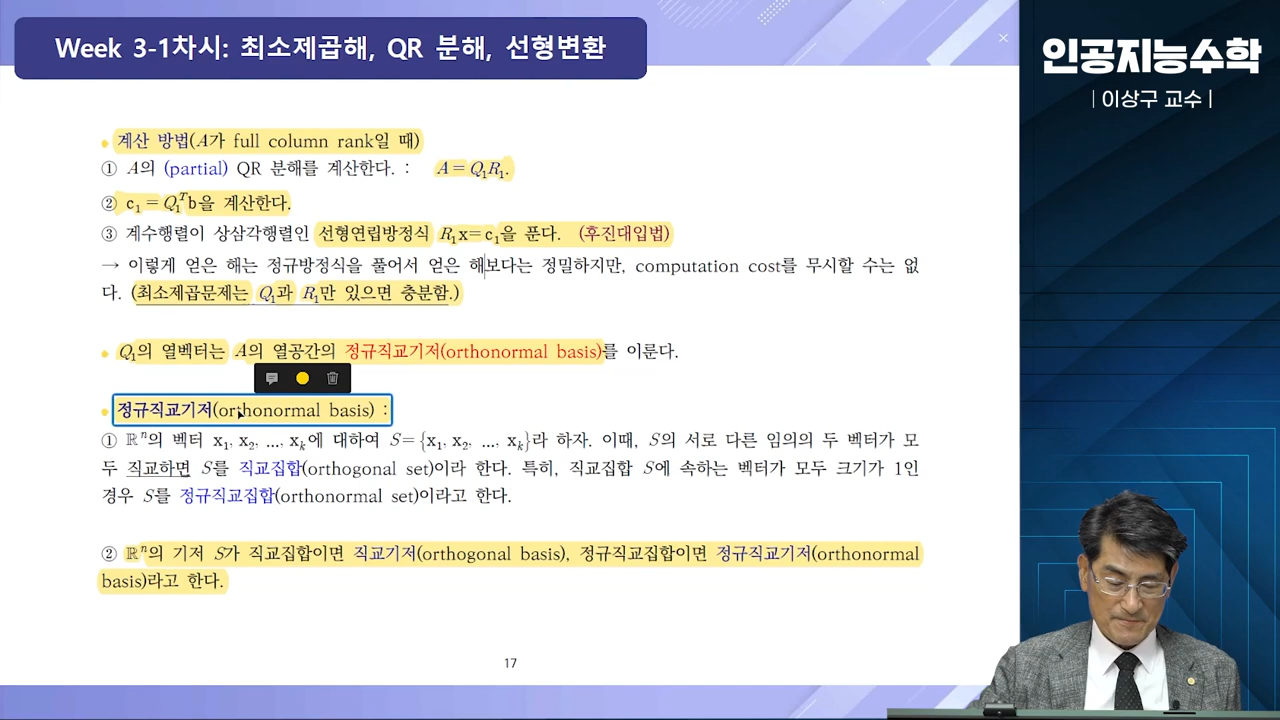 Week 3-1차시: 최소제곱해, QR 분해, 선형변환
인공지능수학
| 이상구 교수 |
• 계산 방법(A가 full column rank일 때)
① A의 (partial) QR 분해를 계산한다. : A = Q₁R₁.
② c₁ = Q₁ᵀb을 계산한다.
③ 계수행렬이 상삼각행렬인 선형연립방정식 R₁x=c₁을 푼다. (후진대입법)
→ 이렇게 얻은 해는 정규방정식을 풀어서 얻은 해보다는 정밀하지만, computation cost를 무시할 수는 없
다. (최소제곱문제는 Q₁과 R₁만 있으면 충분함.)
• Q₁의 열벡터는 A의 열공간의 정규직교기저(orthonormal basis)를 이룬다.
• 정규직교기저(orthonormal basis) :
① ℝⁿ의 벡터 x₁, x₂, ..., xₖ에 대하여 S={x₁, x₂, ..., xₖ}라 하자. 이때, S의 서로 다른 임의의 두 벡터가 모
두 직교하면 S를 직교집합(orthogonal set)이라 한다. 특히, 직교집합 S에 속하는 벡터가 모두 크기가 1인
경우 S를 정규직교집합(orthonormal set)이라고 한다.
② ℝⁿ의 기저 S가 직교집합이면 직교기저(orthogonal basis), 정규직교집합이면 정규직교기저(orthonormal
basis)라고 한다.
17